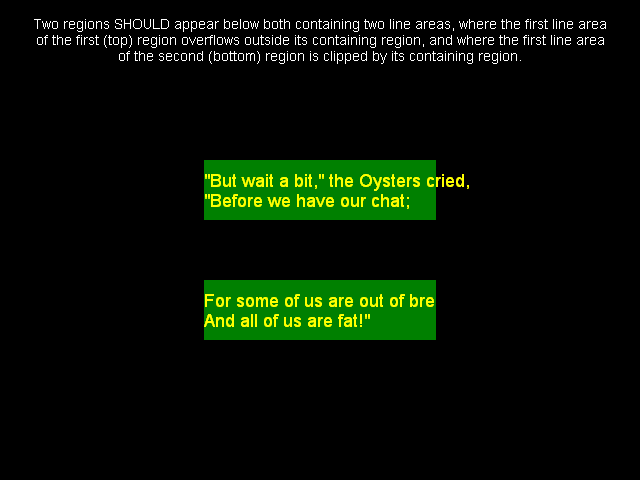 Two regions SHOULD appear below both containing two line areas, where the first line area
of the first (top) region overflows outside its containing region, and where the first line area
of the second (bottom) region is clipped by its containing region.
"But wait a bit," the Oysters cried,
"Before we have our chat;
For some of us are out of bre
And all of us are fat!"